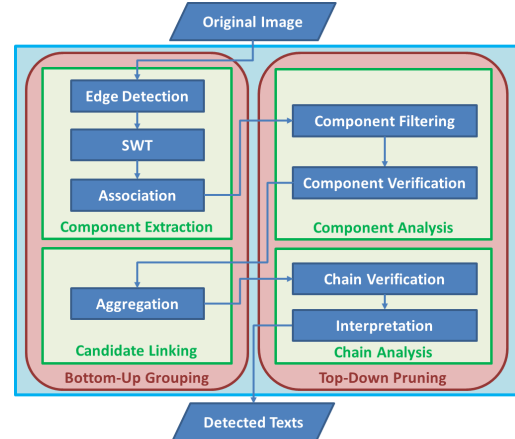 Original Image
Edge Detection
SWT
Association
Component Extraction
Component Filtering
Component Verification
Component Analysis
Aggregation
Candidate Linking
Chain Verification
Interpretation
Chain Analysis
Bottom-Up Grouping
Top-Down Pruning
Detected Texts